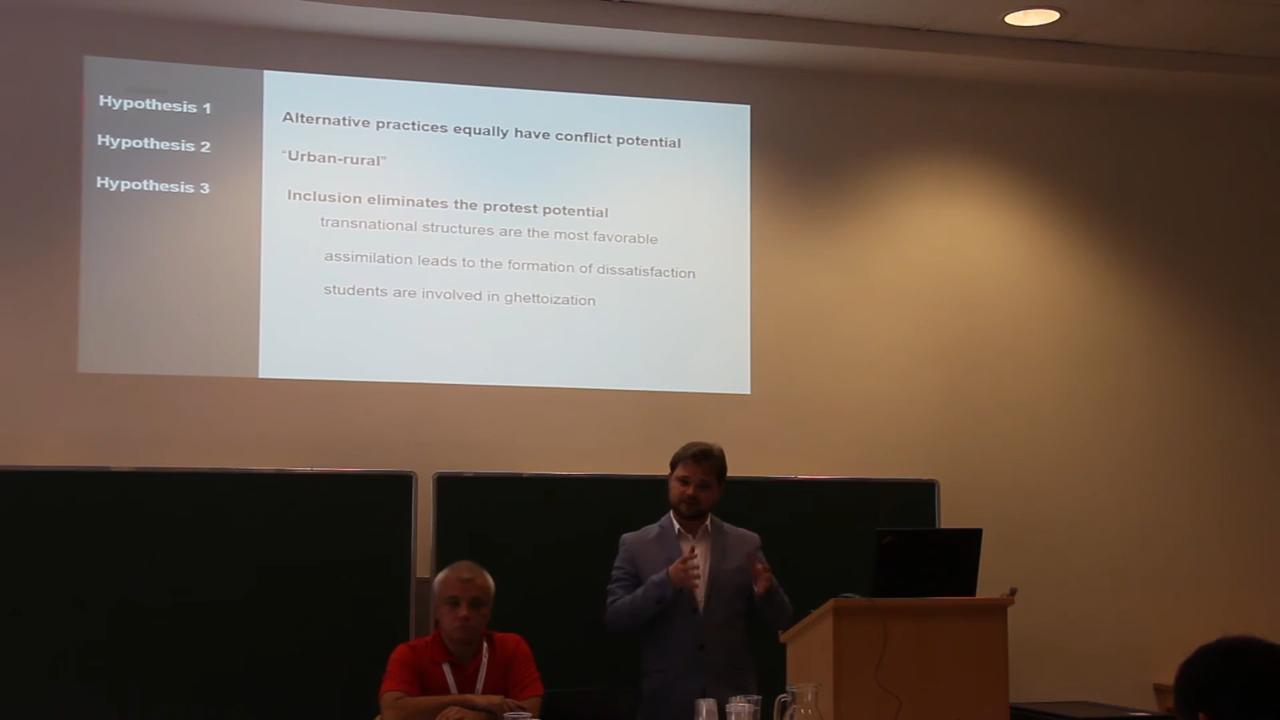 Hypothesis 1
Hypothesis 2
Hypothesis 3
Alternative practices equally have conflict potential
"Urban-rural"
Inclusion eliminates the protest potential
transnational structures are the most favorable
assimilation leads to the formation of dissatisfaction
students are involved in ghettoization